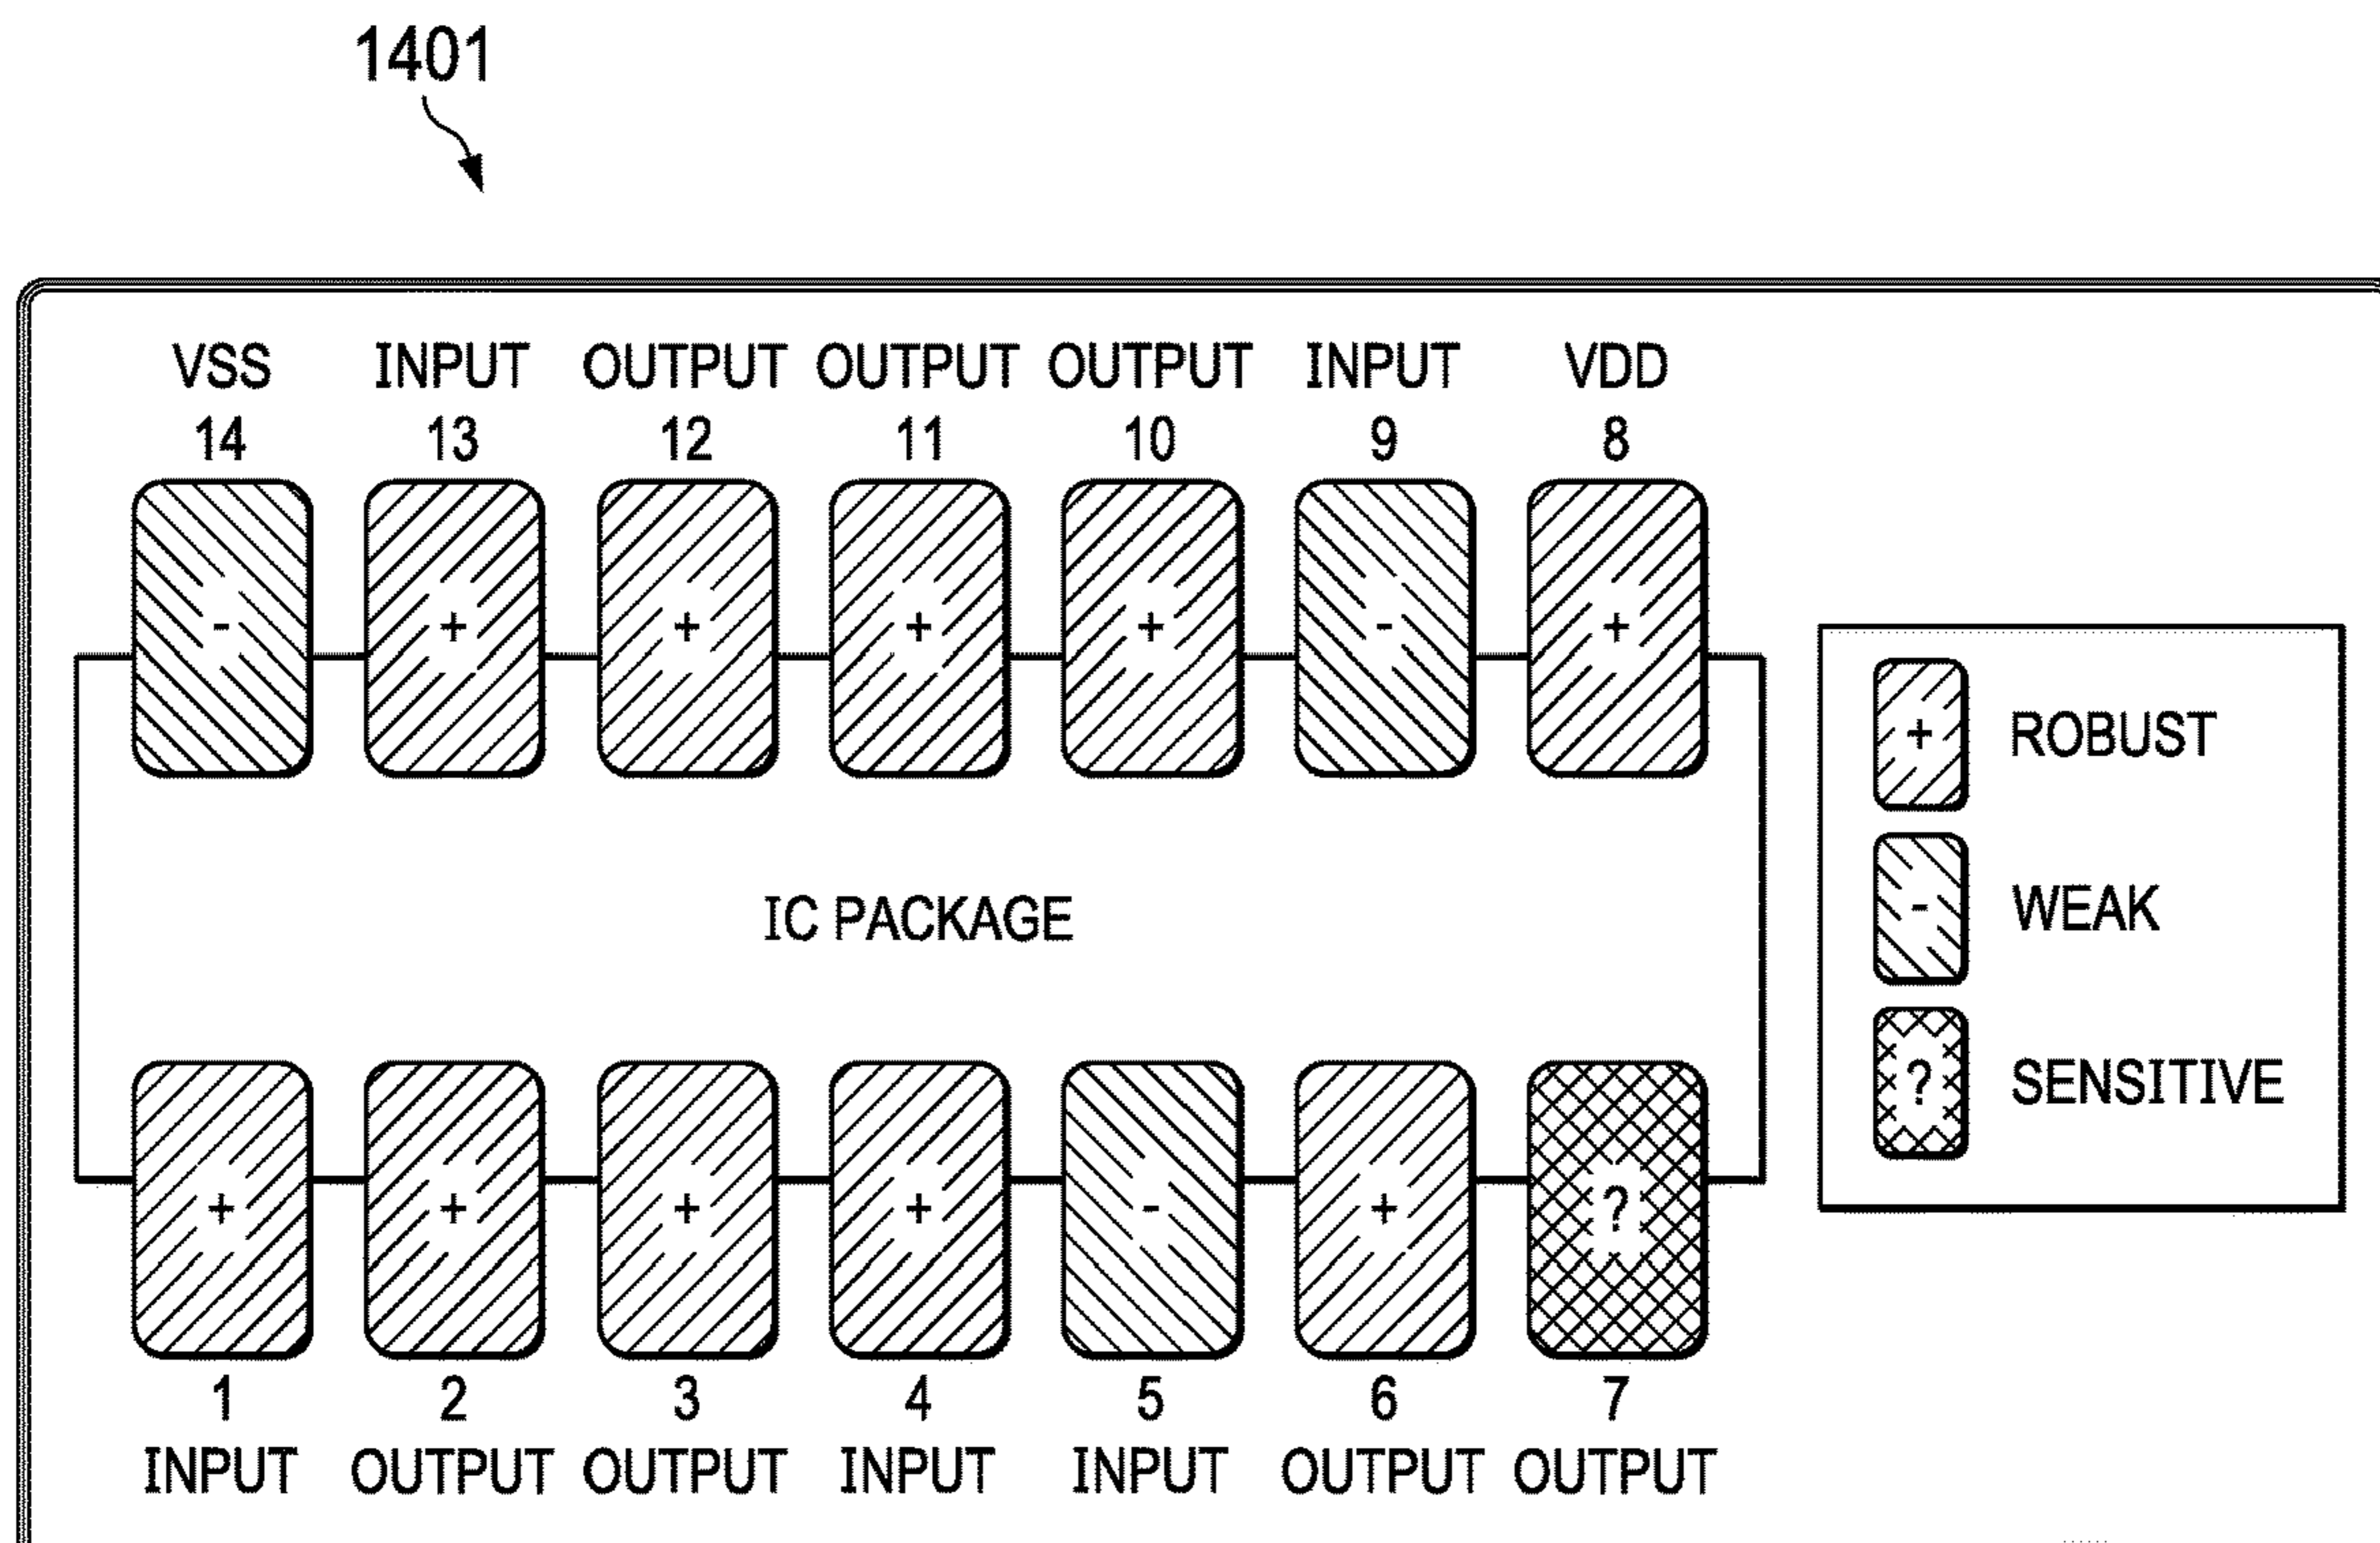 1401
VSS INPUT OUTPUT OUTPUT OUTPUT INPUT VDD
14 13 12 11 10 9 8
- + + + + - +
+ ROBUST
IC PACKAGE
- WEAK
? SENSITIVE
+ + + + - + ?
1 2 3 4 5 6 7
INPUT OUTPUT OUTPUT INPUT INPUT OUTPUT OUTPUT